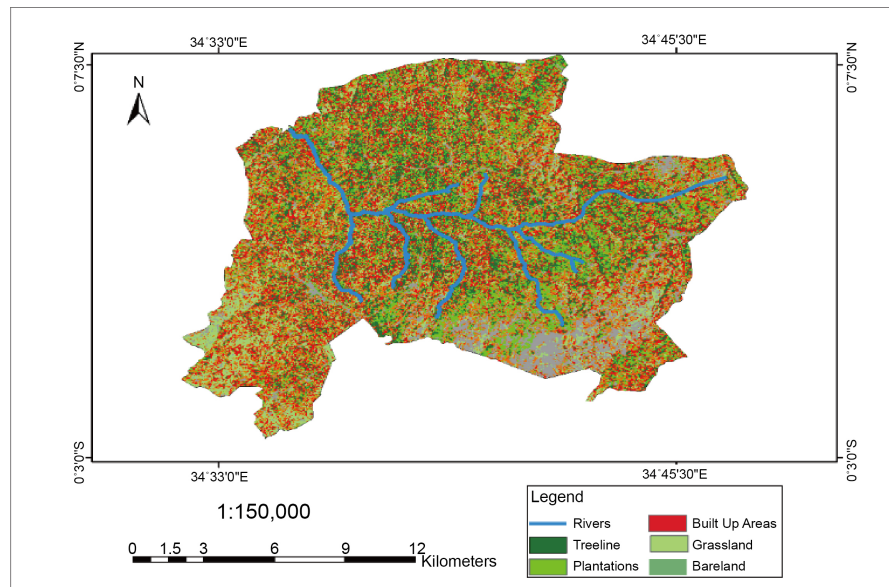 34°33'0"E 34°45'30"E
0°7'30"N 0°7'30"N
N
0°3'0"S 0°3'0"S
34°33'0"E 34°45'30"E
1:150,000
0 1.5 3 6 9 12
Kilometers
Legend
Rivers Built Up Areas
Treeline Grassland
Plantations Bareland